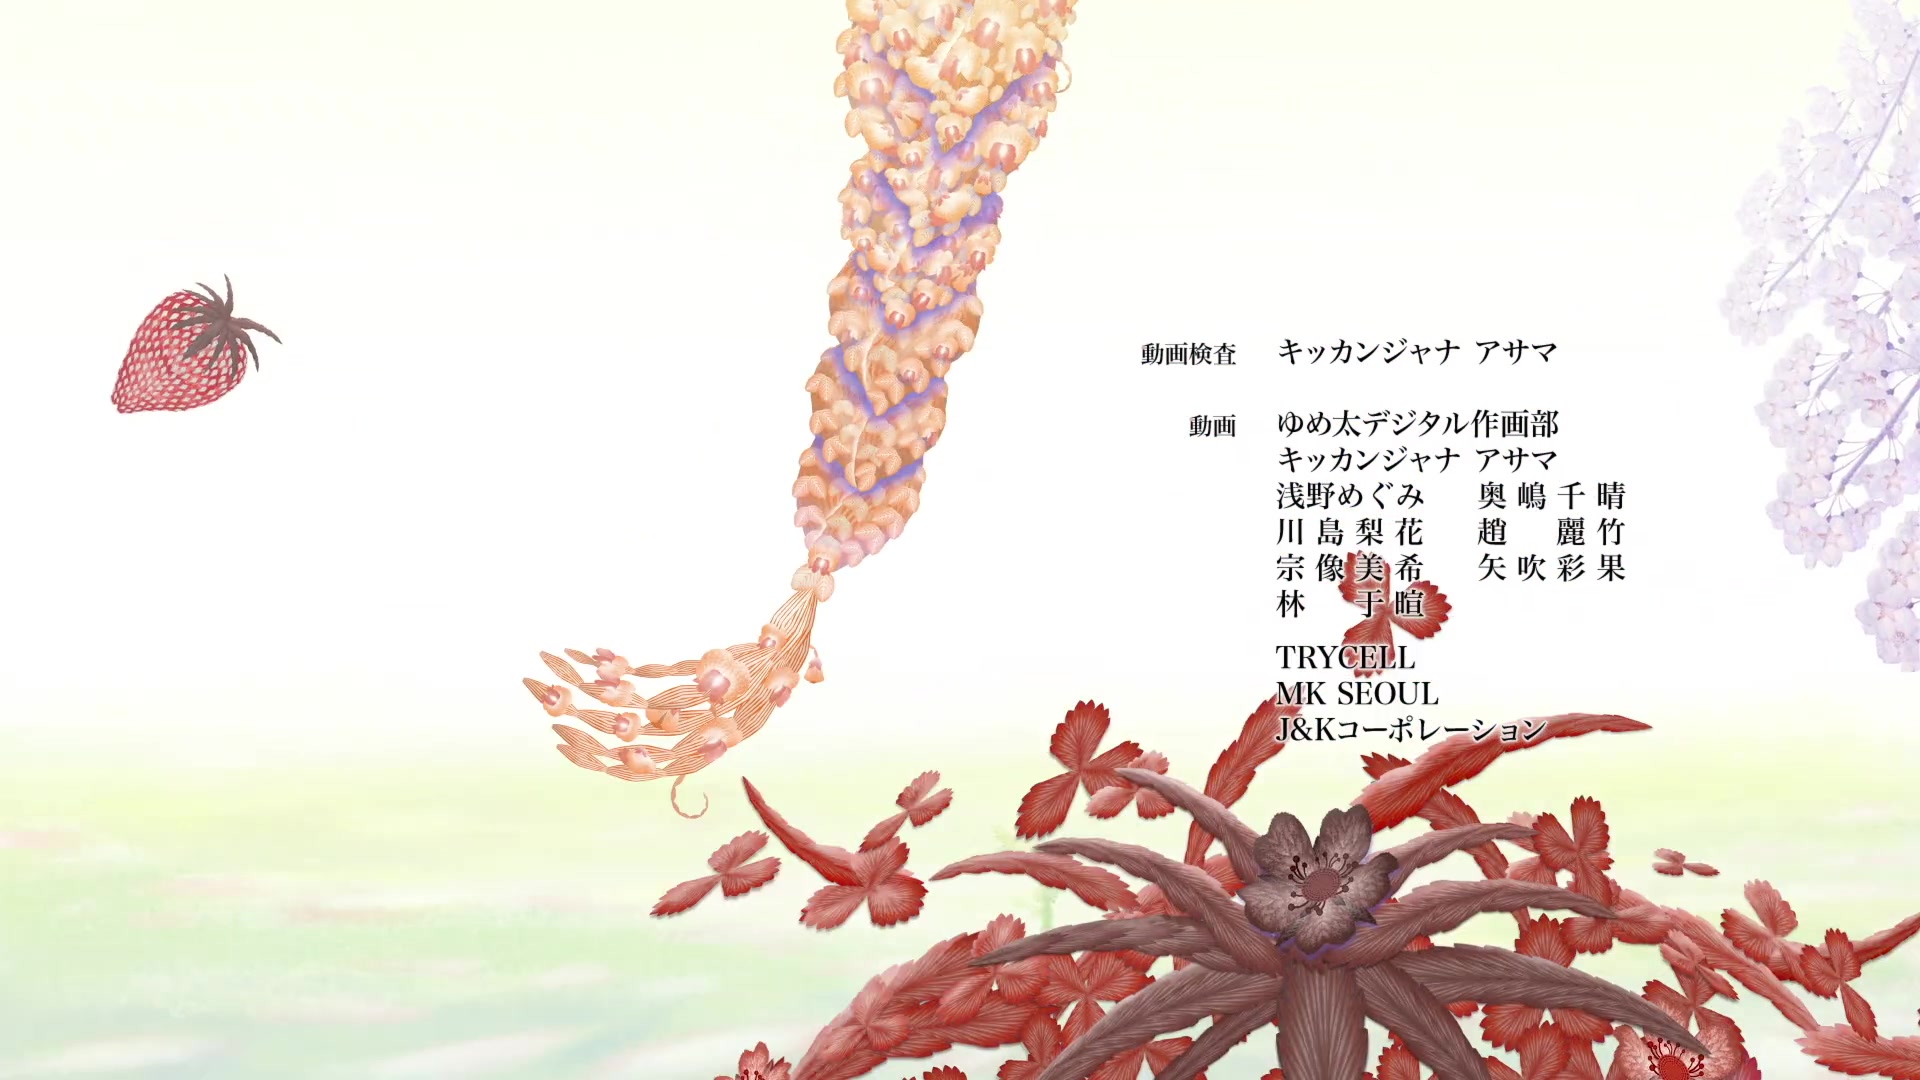 動画検査 キッカンジャナ アサマ
動画 ゆめ太デジタル作画部
キッカンジャナ アサマ
浅野めぐみ 奥嶋千晴
川島梨花 趙麗竹
宗像美希 矢吹彩果
林于暄
TRYCELL
MK SEOUL
J&Kコーポレーション